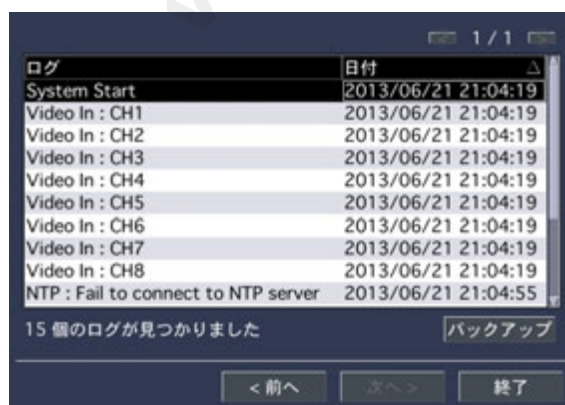 1 / 1
ログ 日付
System Start 2013/06/21 21:04:19
Video In : CH1 2013/06/21 21:04:19
Video In : CH2 2013/06/21 21:04:19
Video In : CH3 2013/06/21 21:04:19
Video In : CH4 2013/06/21 21:04:19
Video In : CH5 2013/06/21 21:04:19
Video In : CH6 2013/06/21 21:04:19
Video In : CH7 2013/06/21 21:04:19
Video In : CH8 2013/06/21 21:04:19
NTP : Fail to connect to NTP server 2013/06/21 21:04:55
15 個のログが見つかりました バックアップ
< 前へ 次へ > 終了